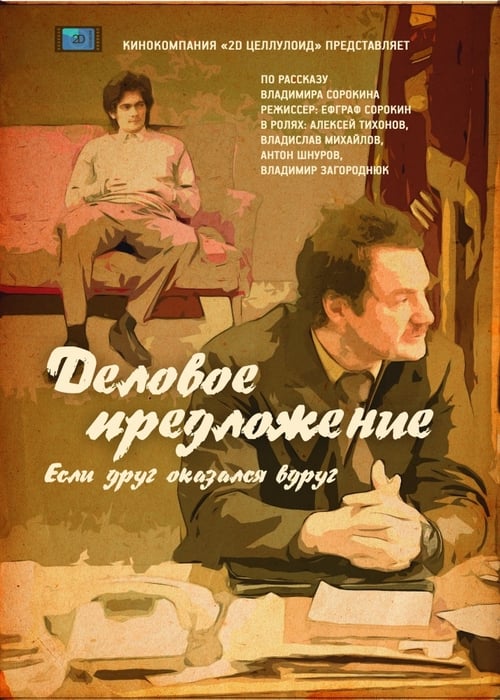 2D
КИНОКОМПАНИЯ «2D ЦЕЛЛУЛОИД» ПРЕДСТАВЛЯЕТ
ПО РАССКАЗУ
ВЛАДИМИРА СОРОКИНА
РЕЖИССЕР: ЕФГРАФ СОРОКИН
В РОЛЯХ: АЛЕКСЕЙ ТИХОНОВ,
ВЛАДИСЛАВ МИХАЙЛОВ,
АНТОН ШНУРОВ,
ВЛАДИМИР ЗАГОРОДНЮК
Деловое
предложение
Если друг оказался вдруг